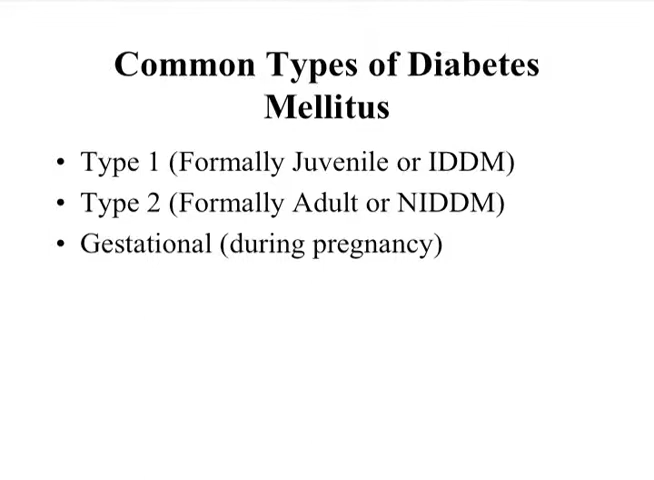 Common Types of Diabetes
Mellitus
• Type 1 (Formally Juvenile or IDDM)
• Type 2 (Formally Adult or NIDDM)
• Gestational (during pregnancy)